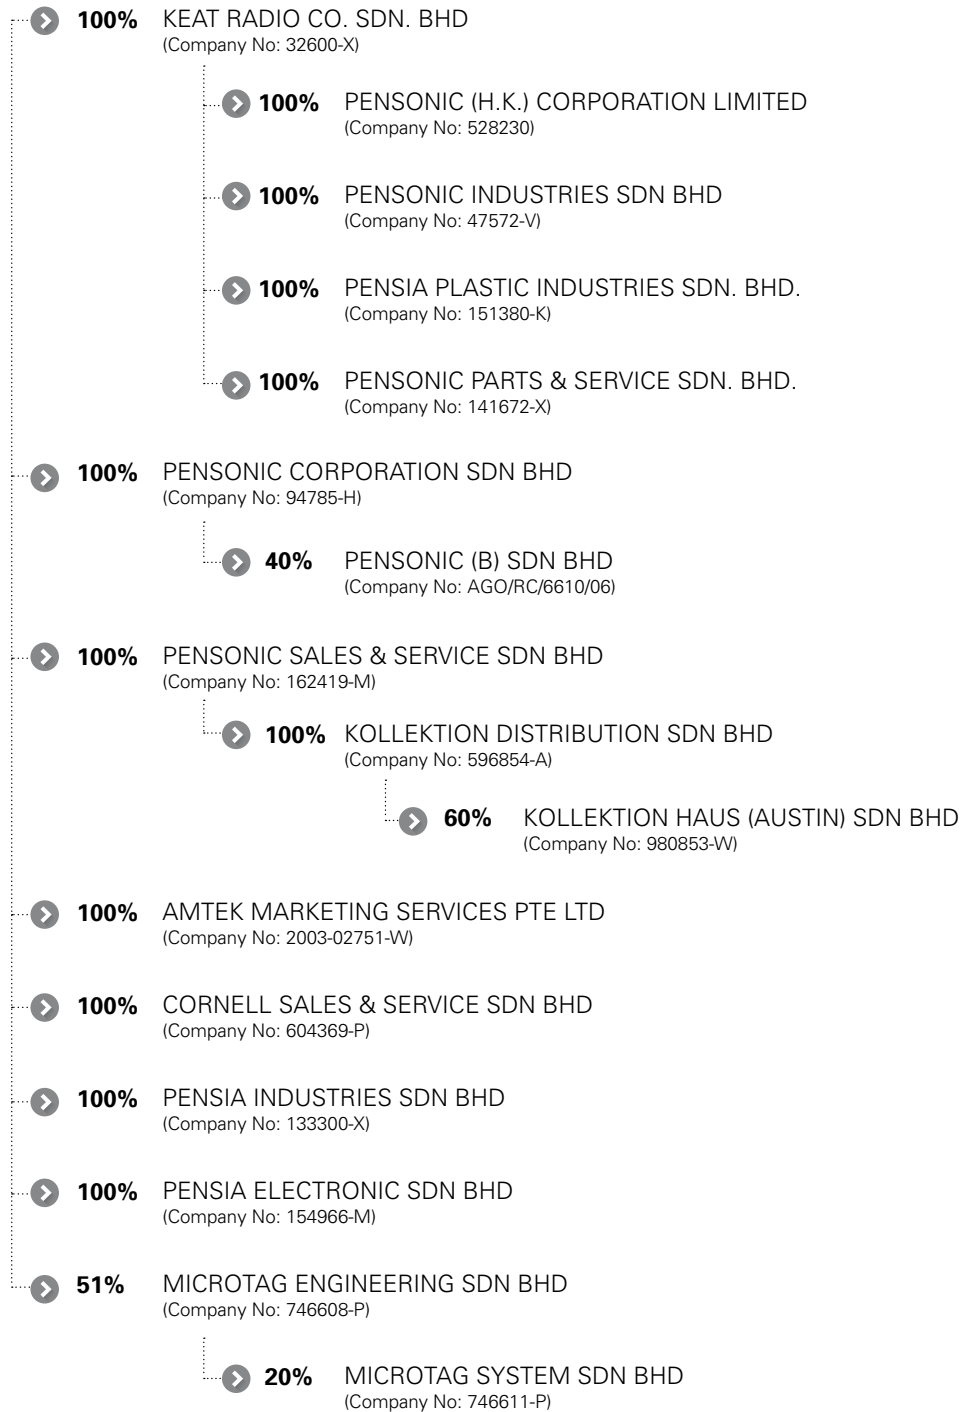 100% KEAT RADIO CO. SDN. BHD
(Company No: 32600-X)
100% PENSONIC (H.K.) CORPORATION LIMITED
(Company No: 528230)
100% PENSONIC INDUSTRIES SDN BHD
(Company No: 47572-V)
100% PENSIA PLASTIC INDUSTRIES SDN. BHD.
(Company No: 151380-K)
100% PENSONIC PARTS & SERVICE SDN. BHD.
(Company No: 141672-X)
100% PENSONIC CORPORATION SDN BHD
(Company No: 94785-H)
40% PENSONIC (B) SDN BHD
(Company No: AGO/RC/6610/06)
100% PENSONIC SALES & SERVICE SDN BHD
(Company No: 162419-M)
100% KOLLEKTION DISTRIBUTION SDN BHD
(Company No: 596854-A)
60% KOLLEKTION HAUS (AUSTIN) SDN BHD
(Company No: 980853-W)
100% AMTEK MARKETING SERVICES PTE LTD
(Company No: 2003-02751-W)
100% CORNELL SALES & SERVICE SDN BHD
(Company No: 604369-P)
100% PENSIA INDUSTRIES SDN BHD
(Company No: 133300-X)
100% PENSIA ELECTRONIC SDN BHD
(Company No: 154966-M)
51% MICROTAG ENGINEERING SDN BHD
(Company No: 746608-P)
20% MICROTAG SYSTEM SDN BHD
(Company No: 746611-P)